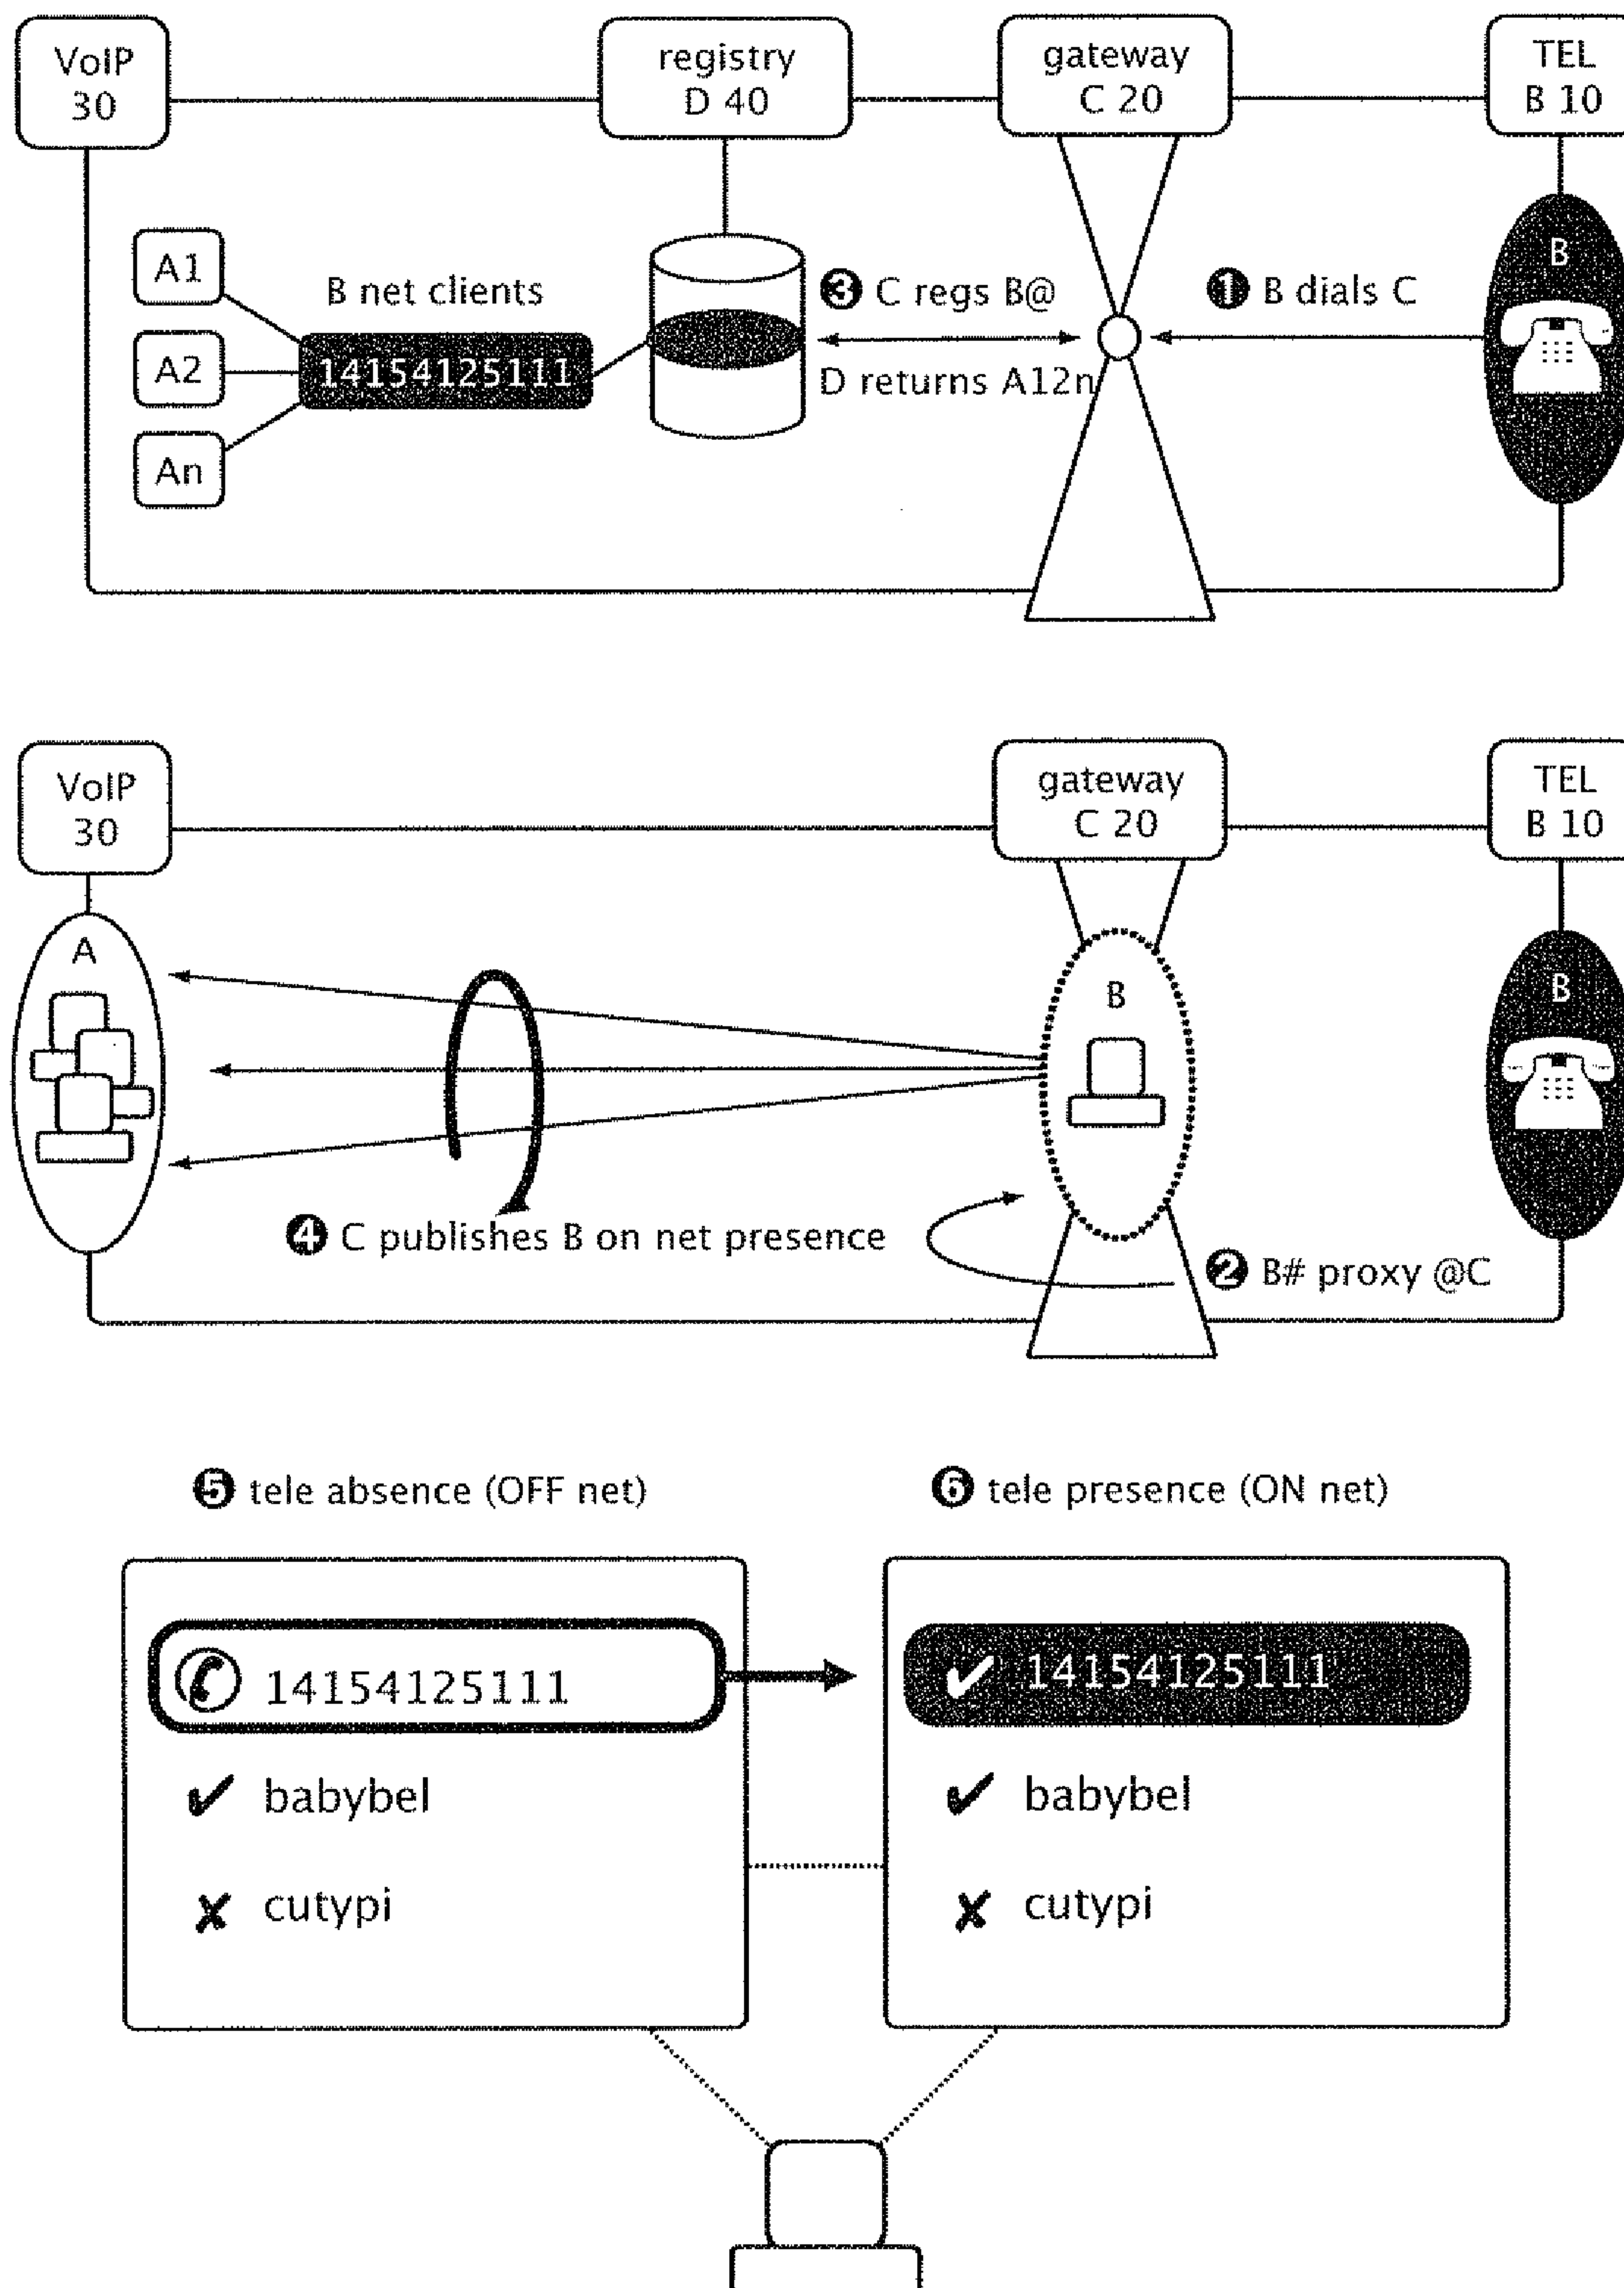 VoIP
30
registry
D 40
gateway
C 20
TEL
B 10
A1
A2
An
B net clients
14154125111
❸ C regs B@
D returns A12n
❶ B dials C
B
VoIP
30
gateway
C 20
TEL
B 10
A
B
B
❹ C publishes B on net presence
❷ B# proxy @C
❺ tele absence (OFF net)
14154125111
✔ babybel
✘ cutypi
❻ tele presence (ON net)
✔ 14154125111
✔ babybel
✘ cutypi